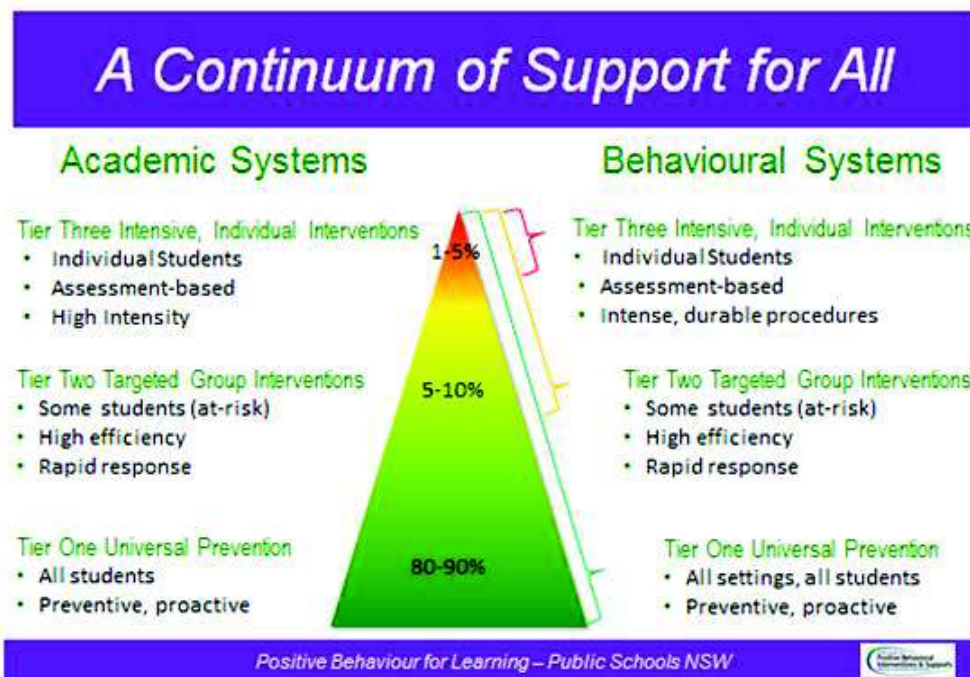 A Continuum of Support for All
Academic Systems
Tier Three Intensive, Individual Interventions
• Individual Students
• Assessment-based
• High Intensity
Tier Two Targeted Group Interventions
• Some students (at-risk)
• High efficiency
• Rapid response
Tier One Universal Prevention
• All students
• Preventive, proactive
1-5%
5-10%
80-90%
Behavioural Systems
Tier Three Intensive, Individual Interventions
• Individual Students
• Assessment-based
• Intense, durable procedures
Tier Two Targeted Group Interventions
• Some students (at-risk)
• High efficiency
• Rapid response
Tier One Universal Prevention
• All settings, all students
• Preventive, proactive
Positive Behaviour for Learning – Public Schools NSW
Positive Behavioral
Interventions & Supports